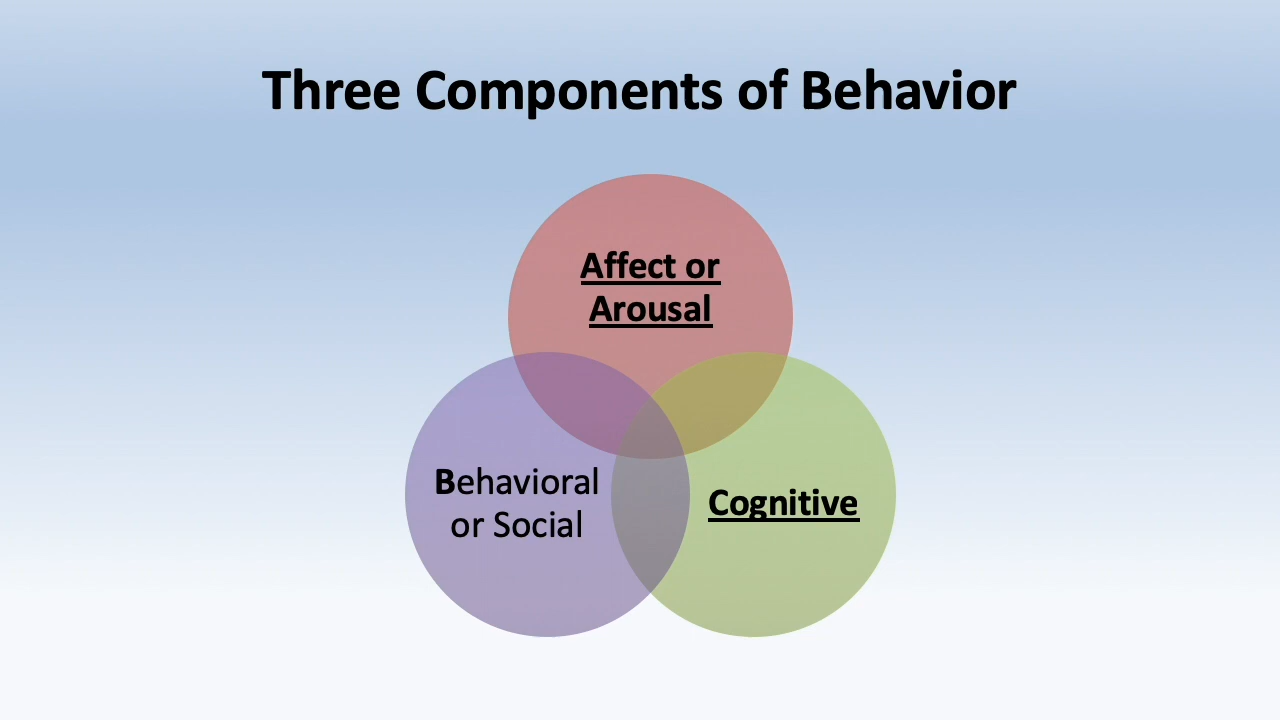 Three Components of Behavior
Affect or
Arousal
Behavioral
or Social
Cognitive